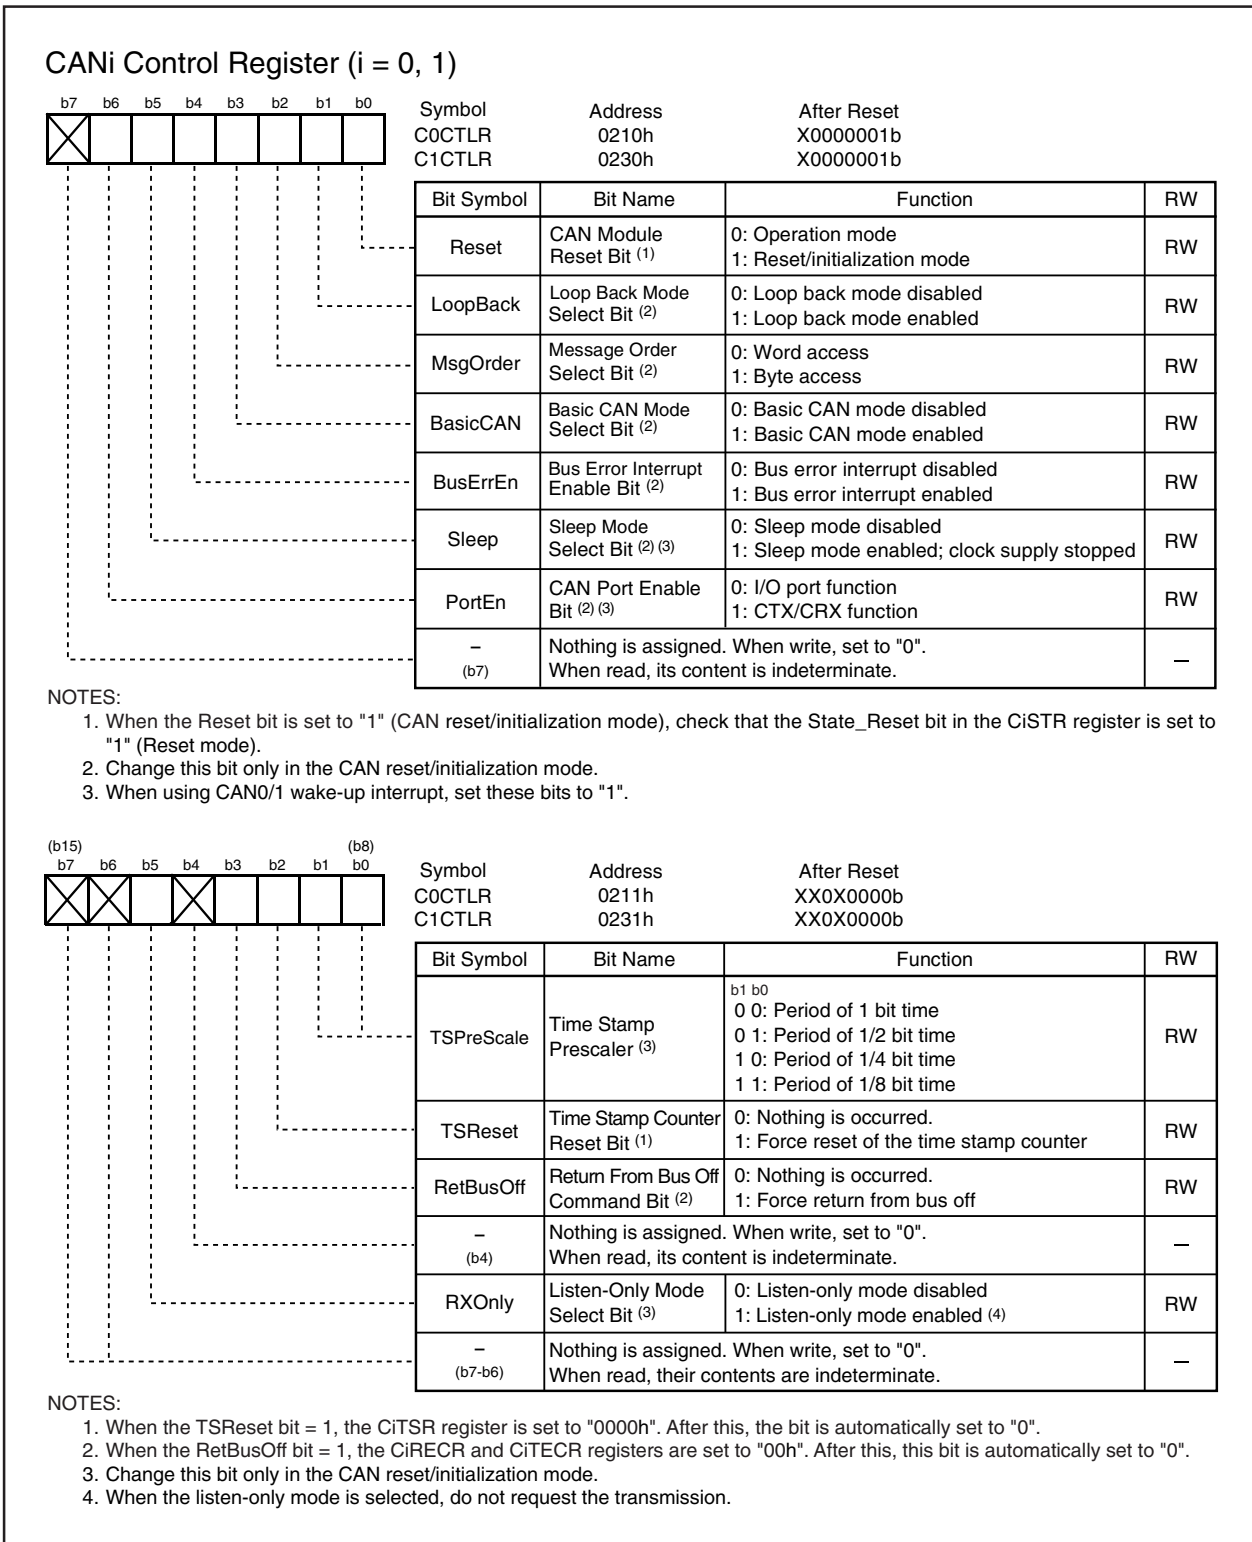 CANi Control Register (i = 0, 1)
b7 b6 b5 b4 b3 b2 b1 b0
Symbol Address After Reset
C0CTLR 0210h X0000001b
C1CTLR 0230h X0000001b
Bit Symbol Bit Name Function RW
Reset CAN Module Reset Bit (1) 0: Operation mode RW
1: Reset/initialization mode
LoopBack Loop Back Mode Select Bit (2) 0: Loop back mode disabled RW
1: Loop back mode enabled
MsgOrder Message Order Select Bit (2) 0: Word access RW
1: Byte access
BasicCAN Basic CAN Mode Select Bit (2) 0: Basic CAN mode disabled RW
1: Basic CAN mode enabled
BusErrEn Bus Error Interrupt Enable Bit (2) 0: Bus error interrupt disabled RW
1: Bus error interrupt enabled
Sleep Sleep Mode Select Bit (2) (3) 0: Sleep mode disabled RW
1: Sleep mode enabled; clock supply stopped
PortEn CAN Port Enable Bit (2) (3) 0: I/O port function RW
1: CTX/CRX function
– (b7) Nothing is assigned. When write, set to "0". –
When read, its content is indeterminate.
NOTES:
1. When the Reset bit is set to "1" (CAN reset/initialization mode), check that the State_Reset bit in the CiSTR register is set to
"1" (Reset mode).
2. Change this bit only in the CAN reset/initialization mode.
3. When using CAN0/1 wake-up interrupt, set these bits to "1".
(b15) (b8)
b7 b6 b5 b4 b3 b2 b1 b0
Symbol Address After Reset
C0CTLR 0211h XX0X0000b
C1CTLR 0231h XX0X0000b
Bit Symbol Bit Name Function RW
TSPreScale Time Stamp Prescaler (3) b1 b0 RW
0 0: Period of 1 bit time
0 1: Period of 1/2 bit time
1 0: Period of 1/4 bit time
1 1: Period of 1/8 bit time
TSReset Time Stamp Counter Reset Bit (1) 0: Nothing is occurred. RW
1: Force reset of the time stamp counter
RetBusOff Return From Bus Off Command Bit (2) 0: Nothing is occurred. RW
1: Force return from bus off
– (b4) Nothing is assigned. When write, set to "0". –
When read, its content is indeterminate.
RXOnly Listen-Only Mode Select Bit (3) 0: Listen-only mode disabled RW
1: Listen-only mode enabled (4)
– (b7-b6) Nothing is assigned. When write, set to "0". –
When read, their contents are indeterminate.
NOTES:
1. When the TSReset bit = 1, the CiTSR register is set to "0000h". After this, the bit is automatically set to "0".
2. When the RetBusOff bit = 1, the CiRECR and CiTECR registers are set to "00h". After this, this bit is automatically set to "0".
3. Change this bit only in the CAN reset/initialization mode.
4. When the listen-only mode is selected, do not request the transmission.